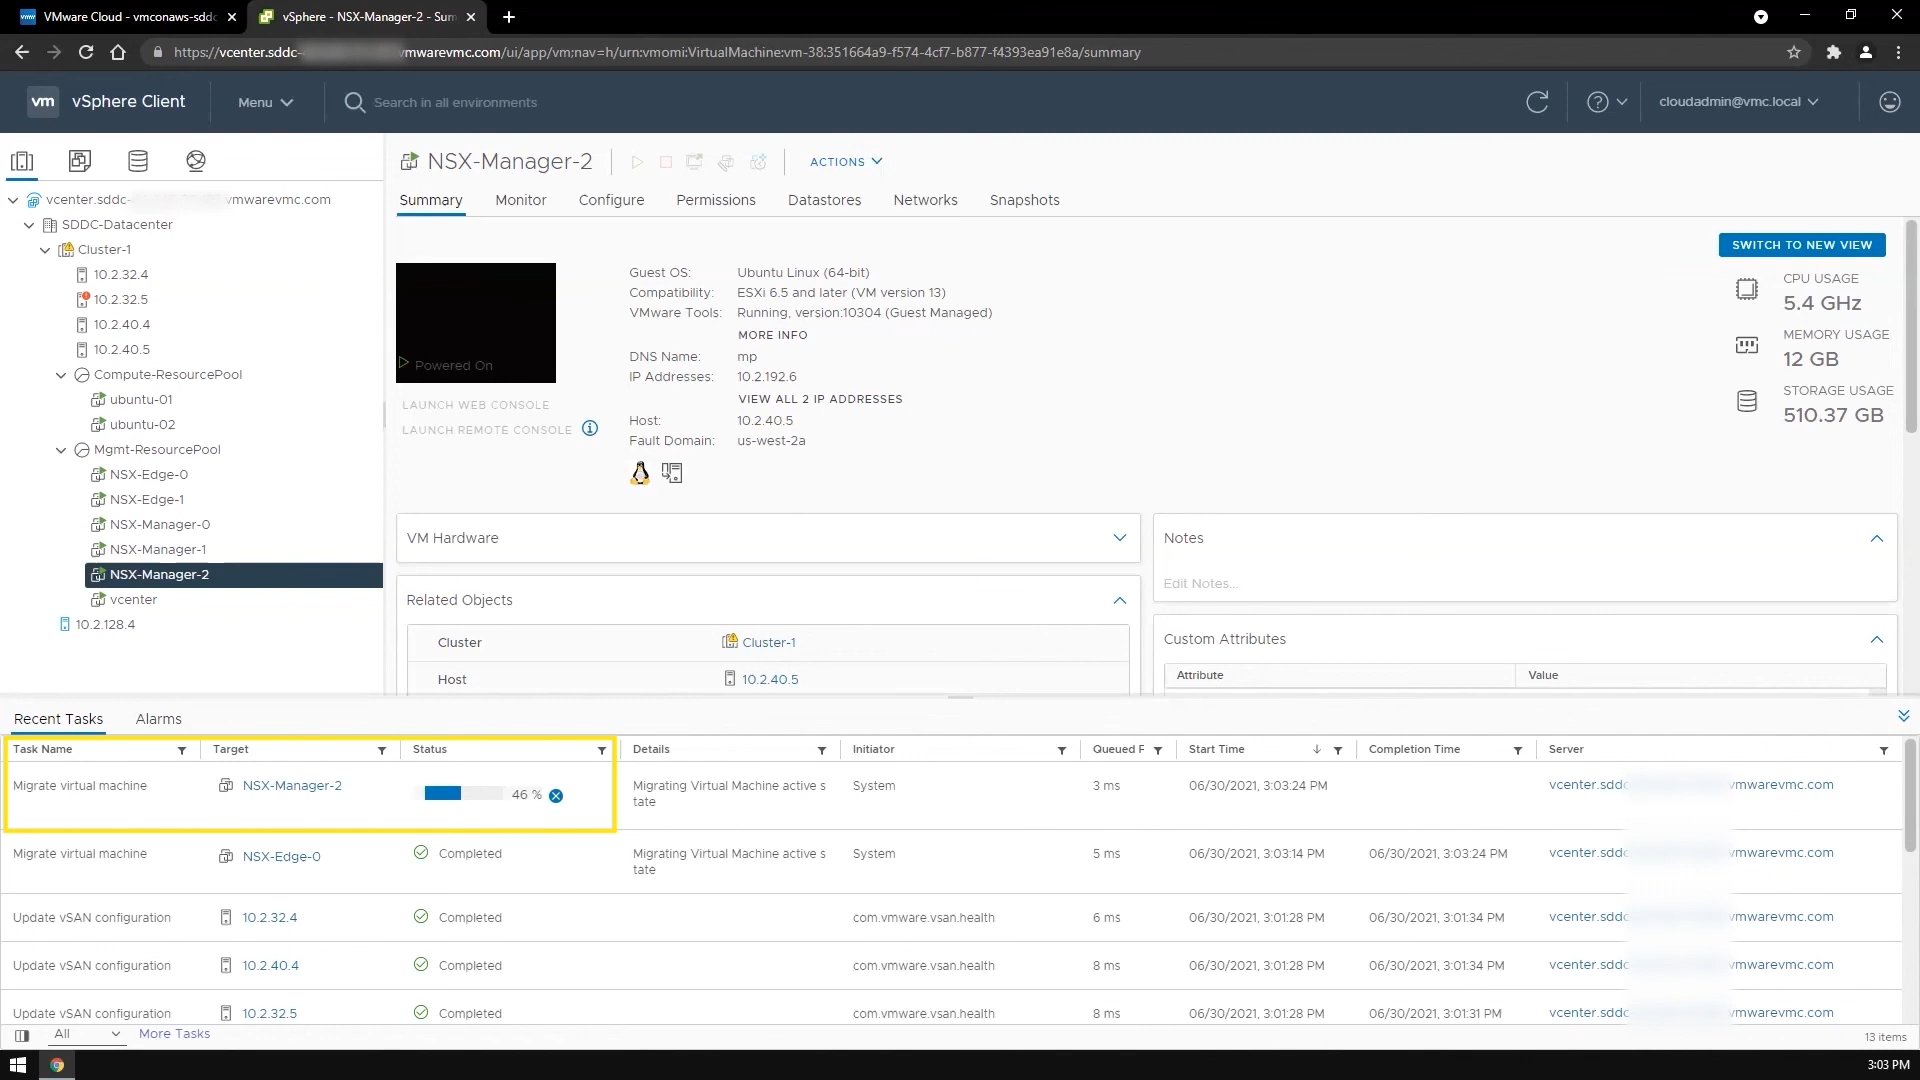 VMware Cloud - vmconaws-sddc
vSphere - NSX-Manager-2 - Sum
https://vcenter.sddc- vmwarevmc.com/ui/app/vm;nav=h/urn:vmomi:VirtualMachine:vm-38:351664a9-f574-4cf7-b877-f4393ea91e8a/summary
vm vSphere Client Menu Search in all environments cloudadmin@vmc.local
vcenter.sddc- vmwarevmc.com
SDDC-Datacenter
Cluster-1
10.2.32.4
10.2.32.5
10.2.40.4
10.2.40.5
Compute-ResourcePool
ubuntu-01
ubuntu-02
Mgmt-ResourcePool
NSX-Edge-0
NSX-Edge-1
NSX-Manager-0
NSX-Manager-1
NSX-Manager-2
vcenter
10.2.128.4
NSX-Manager-2 ACTIONS
Summary Monitor Configure Permissions Datastores Networks Snapshots
SWITCH TO NEW VIEW
Powered On
LAUNCH WEB CONSOLE
LAUNCH REMOTE CONSOLE
Guest OS: Ubuntu Linux (64-bit)
Compatibility: ESXi 6.5 and later (VM version 13)
VMware Tools: Running, version:10304 (Guest Managed)
MORE INFO
DNS Name: mp
IP Addresses: 10.2.192.6
VIEW ALL 2 IP ADDRESSES
Host: 10.2.40.5
Fault Domain: us-west-2a
CPU USAGE
5.4 GHz
MEMORY USAGE
12 GB
STORAGE USAGE
510.37 GB
VM Hardware
Related Objects
Cluster Cluster-1
Host 10.2.40.5
Notes
Edit Notes...
Custom Attributes
Attribute Value
Recent Tasks Alarms
Task Name Target Status Details Initiator Queued F Start Time Completion Time Server
Migrate virtual machine NSX-Manager-2 46 % Migrating Virtual Machine active s System 3 ms 06/30/2021, 3:03:24 PM vcenter.sddc vmwarevmc.com
tate
Migrate virtual machine NSX-Edge-0 Completed Migrating Virtual Machine active s System 5 ms 06/30/2021, 3:03:14 PM 06/30/2021, 3:03:24 PM vcenter.sddc vmwarevmc.com
tate
Update vSAN configuration 10.2.32.4 Completed com.vmware.vsan.health 6 ms 06/30/2021, 3:01:28 PM 06/30/2021, 3:01:34 PM vcenter.sddc vmwarevmc.com
Update vSAN configuration 10.2.40.4 Completed com.vmware.vsan.health 8 ms 06/30/2021, 3:01:28 PM 06/30/2021, 3:01:34 PM vcenter.sddc vmwarevmc.com
Update vSAN configuration 10.2.32.5 Completed com.vmware.vsan.health 8 ms 06/30/2021, 3:01:28 PM 06/30/2021, 3:01:31 PM vcenter.sddc vmwarevmc.com
All More Tasks 13 items
3:03 PM